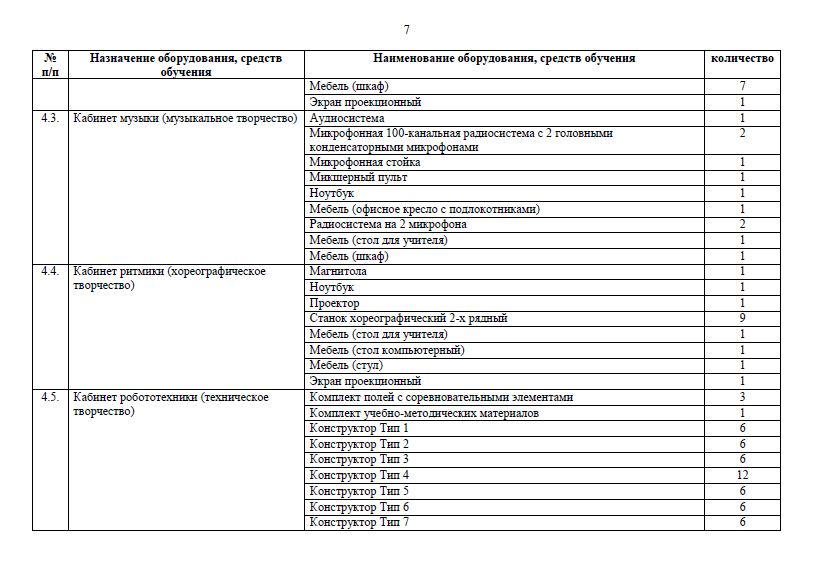 7
№ п/п Назначение оборудования, средств обучения Наименование оборудования, средств обучения количество
Мебель (шкаф) 7
Экран проекционный 1
4.3. Кабинет музыки (музыкальное творчество) Аудиосистема 1
Микрофонная 100-канальная радиосистема с 2 головными 2
конденсаторными микрофонами
Микрофонная стойка 1
Микшерный пульт 1
Ноутбук 1
Мебель (офисное кресло с подлокотниками) 1
Радиосистема на 2 микрофона 2
Мебель (стол для учителя) 1
Мебель (шкаф) 1
4.4. Кабинет ритмики (хореографическое Магнитола 1
творчество) Ноутбук 1
Проектор 1
Станок хореографический 2-х рядный 9
Мебель (стол для учителя) 1
Мебель (стол компьютерный) 1
Мебель (стул) 1
Экран проекционный 1
4.5. Кабинет робототехники (техническое Комплект полей с соревновательными элементами 3
творчество) Комплект учебно-методических материалов 1
Конструктор Тип 1 6
Конструктор Тип 2 6
Конструктор Тип 3 6
Конструктор Тип 4 12
Конструктор Тип 5 6
Конструктор Тип 6 6
Конструктор Тип 7 6